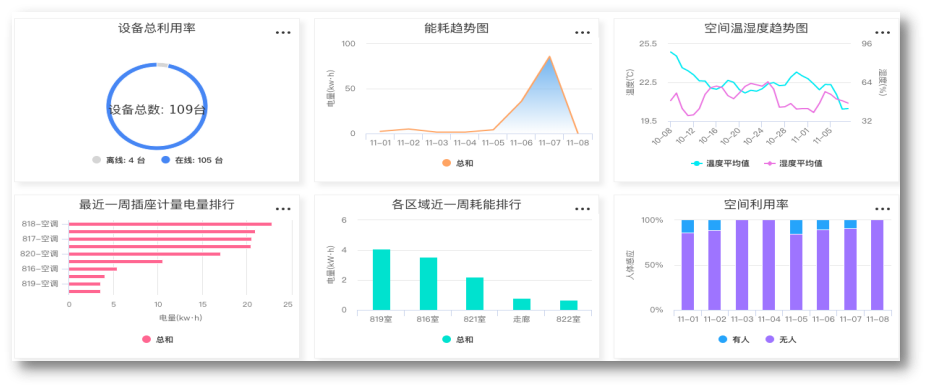 设备总利用率
...
设备总数: 109台
离线: 4 台
在线: 105 台
能耗趋势图
...
电量(kw·h)
100
50
0
11-01 11-02 11-03 11-04 11-05 11-06 11-07 11-08
总和
空间温湿度趋势图
...
温度(℃)
湿度(%)
25.5
22.5
19.5
96
64
32
10-08 10-12 10-16 10-20 10-24 10-28 11-01 11-05
温度平均值
湿度平均值
最近一周插座计量电量排行
...
818-空调
817-空调
820-空调
816-空调
819-空调
0 5 10 15 20 25
电量(kw·h)
总和
各区域近一周耗能排行
...
电量(kW·h)
6
4
2
0
819室 816室 821室 走廊 822室
总和
空间利用率
...
人体感应
100%
50%
0%
11-01 11-02 11-03 11-04 11-05 11-06 11-07 11-08
有人
无人